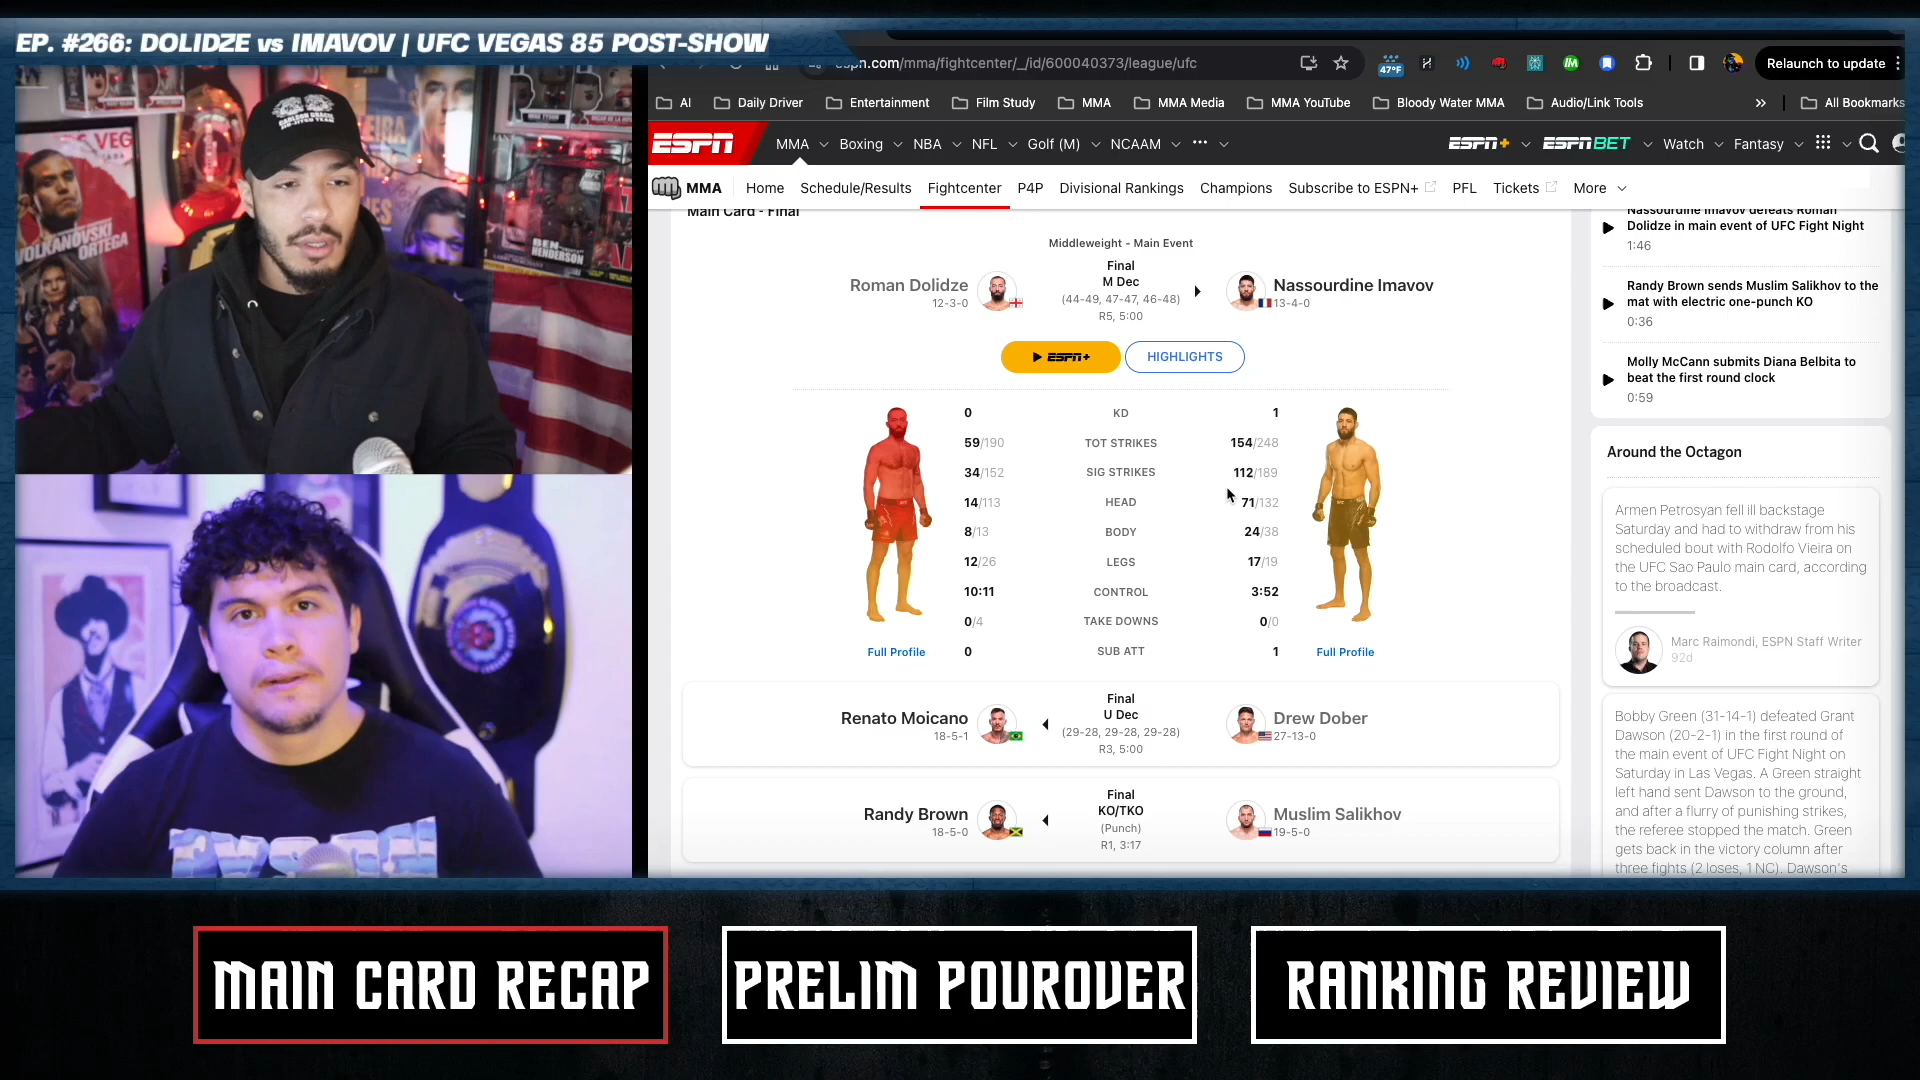 EP. #266: DOLIDZE vs IMAVOV | UFC VEGAS 85 POST-SHOW
espn.com/mma/fightcenter/_/id/600040373/league/ufc
47°F
Relaunch to update
AI
Daily Driver
Entertainment
Film Study
MMA
MMA Media
MMA YouTube
Bloody Water MMA
Audio/Link Tools
»
All Bookmarks
ESPN
MMA
Boxing
NBA
NFL
Golf (M)
NCAAM
ESPN+
ESPN BET
Watch
Fantasy
MMA
Home
Schedule/Results
Fightcenter
P4P
Divisional Rankings
Champions
Subscribe to ESPN+
PFL
Tickets
More
Main Card - Final
Middleweight - Main Event
Roman Dolidze
12-3-0
Final
M Dec
(44-49, 47-47, 46-48)
R5, 5:00
Nassourdine Imavov
13-4-0
ESPN+
HIGHLIGHTS
0 KD 1
59/190 TOT STRIKES 154/248
34/152 SIG STRIKES 112/189
14/113 HEAD 71/132
8/13 BODY 24/38
12/26 LEGS 17/19
10:11 CONTROL 3:52
0/4 TAKE DOWNS 0/0
0 SUB ATT 1
Full Profile
Full Profile
Renato Moicano
18-5-1
Final
U Dec
(29-28, 29-28, 29-28)
R3, 5:00
Drew Dober
27-13-0
Randy Brown
18-5-0
Final
KO/TKO
(Punch)
R1, 3:17
Muslim Salikhov
19-5-0
Nassourdine Imavov defeats Roman
Dolidze in main event of UFC Fight Night
1:46
Randy Brown sends Muslim Salikhov to the
mat with electric one-punch KO
0:36
Molly McCann submits Diana Belbita to
beat the first round clock
0:59
Around the Octagon
Armen Petrosyan fell ill backstage
Saturday and had to withdraw from his
scheduled bout with Rodolfo Vieira on
the UFC Sao Paulo main card, according
to the broadcast.
Marc Raimondi, ESPN Staff Writer
92d
Bobby Green (31-14-1) defeated Grant
Dawson (20-2-1) in the first round of
the main event of UFC Fight Night on
Saturday in Las Vegas. A Green straight
left hand sent Dawson to the ground,
and after a flurry of punishing strikes,
the referee stopped the match. Green
gets back in the victory column after
three fights (2 loses, 1 NC). Dawson's
VOLKANOVSKI
ORTEGA
BEN
HENDERSON
MAIN CARD RECAP
PRELIM POUROVER
RANKING REVIEW